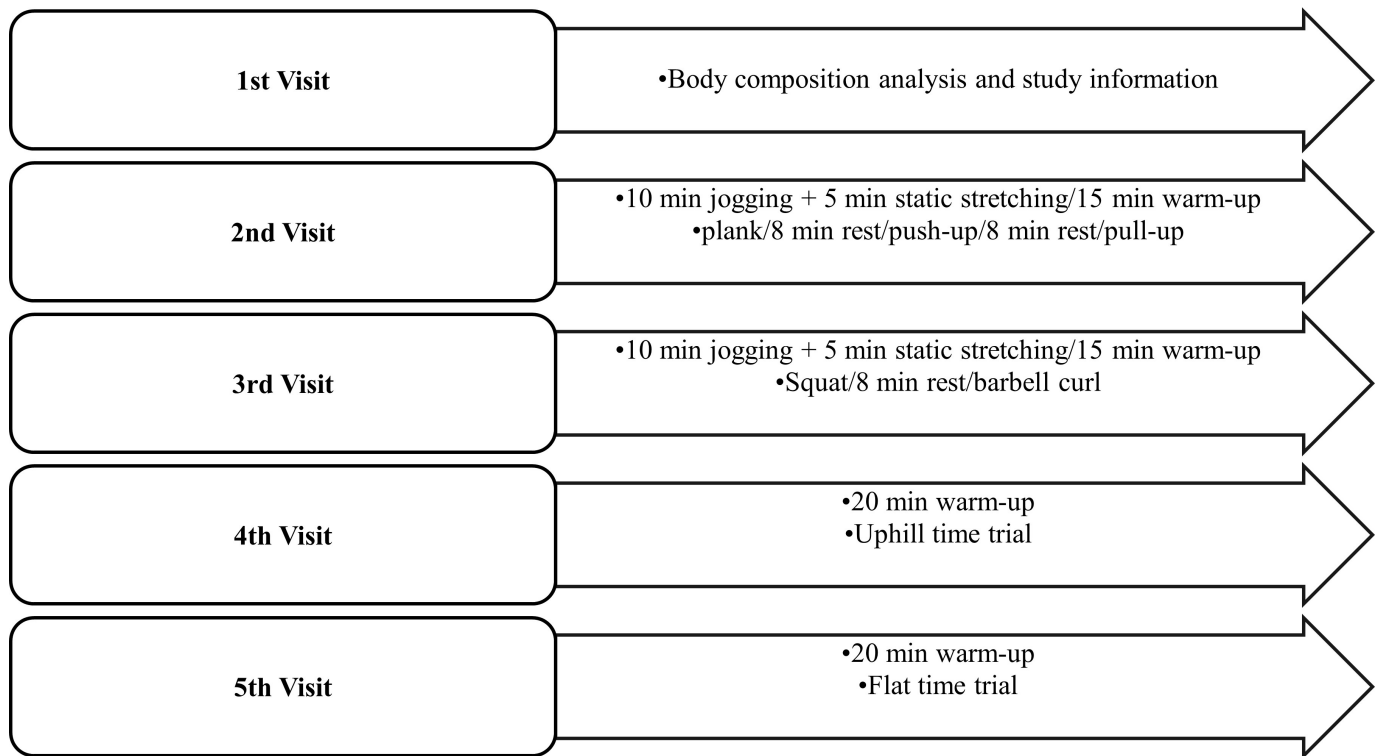 1st Visit
•Body composition analysis and study information
2nd Visit
•10 min jogging + 5 min static stretching/15 min warm-up
•plank/8 min rest/push-up/8 min rest/pull-up
3rd Visit
•10 min jogging + 5 min static stretching/15 min warm-up
•Squat/8 min rest/barbell curl
4th Visit
•20 min warm-up
•Uphill time trial
5th Visit
•20 min warm-up
•Flat time trial